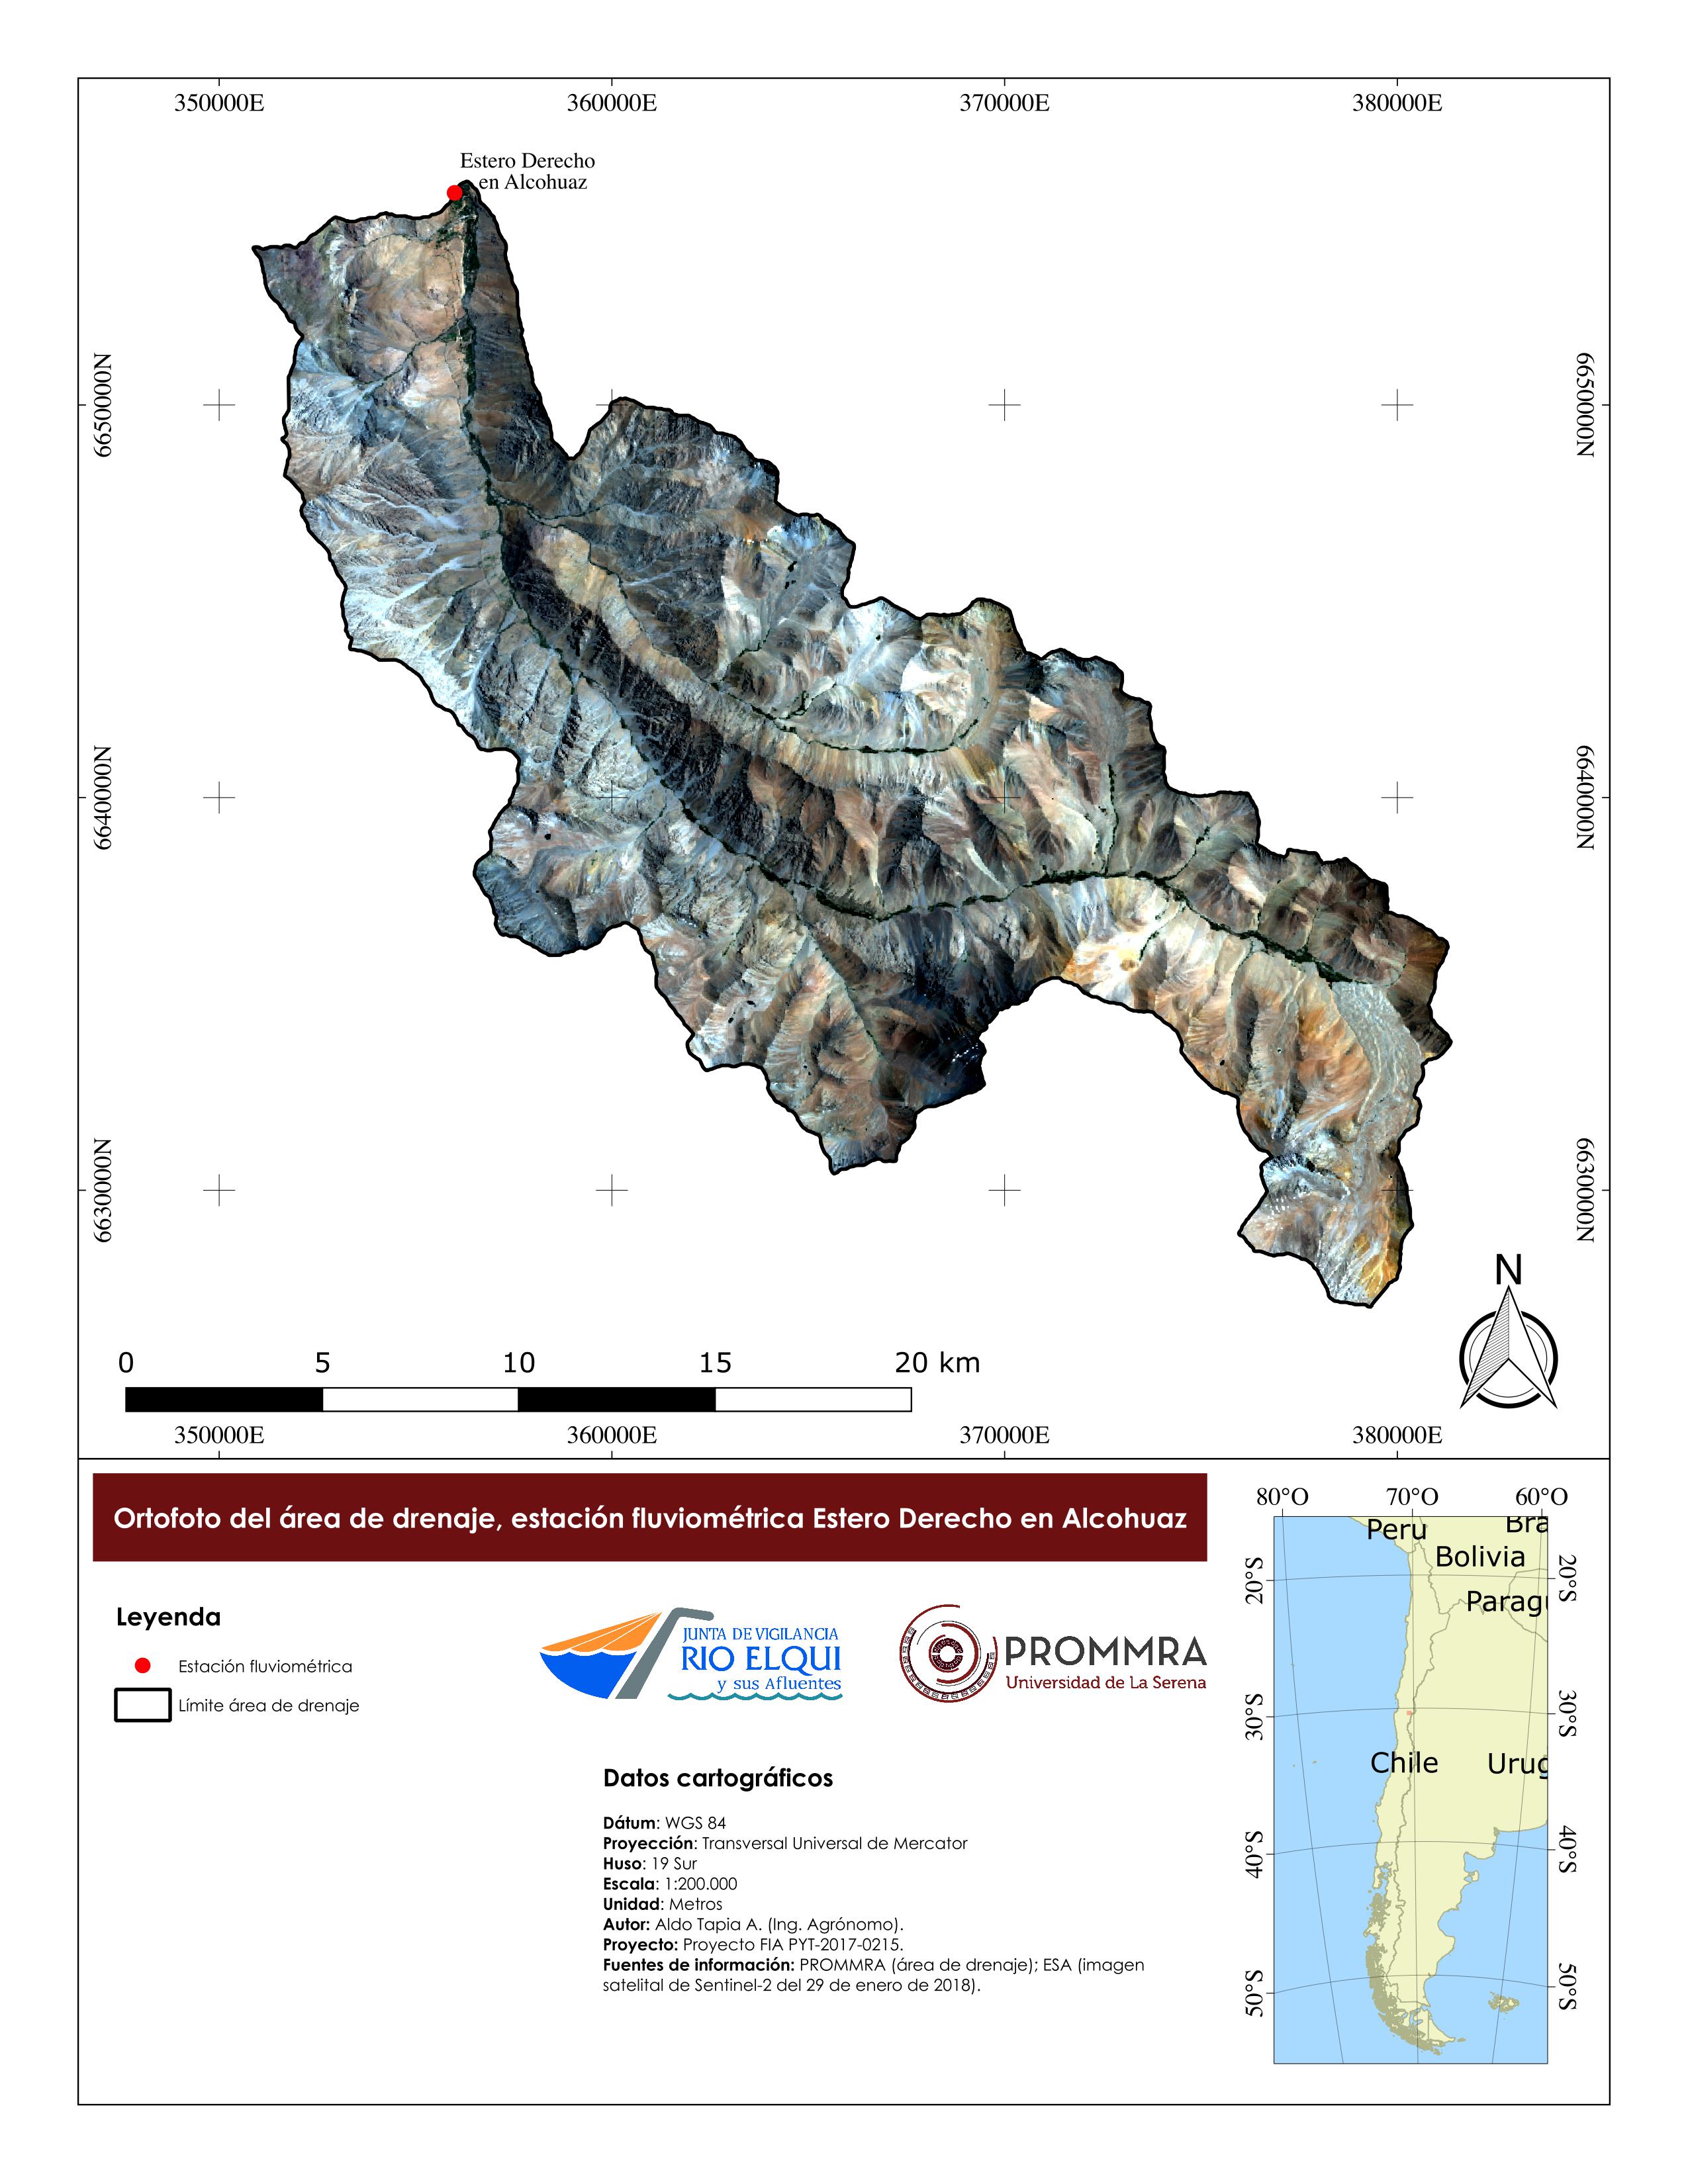 350000E 360000E 370000E 380000E
Estero Derecho
en Alcohuaz
6650000N 6650000N
6640000N 6640000N
6630000N 6630000N
N
0 5 10 15 20 km
350000E 360000E 370000E 380000E
Ortofoto del área de drenaje, estación fluviométrica Estero Derecho en Alcohuaz
Leyenda
Estación fluviométrica
Límite área de drenaje
JUNTA DE VIGILANCIA
RIO ELQUI
y sus Afluentes
PROMMRA
Universidad de La Serena
Datos cartográficos
Dátum: WGS 84
Proyección: Transversal Universal de Mercator
Huso: 19 Sur
Escala: 1:200.000
Unidad: Metros
Autor: Aldo Tapia A. (Ing. Agrónomo).
Proyecto: Proyecto FIA PYT-2017-0215.
Fuentes de información: PROMMRA (área de drenaje); ESA (imagen
satelital de Sentinel-2 del 29 de enero de 2018).
80°O 70°O 60°O
Peru Bra
Bolivia
20°S 20°S
Paragu
30°S 30°S
Chile Urug
40°S 40°S
50°S 50°S